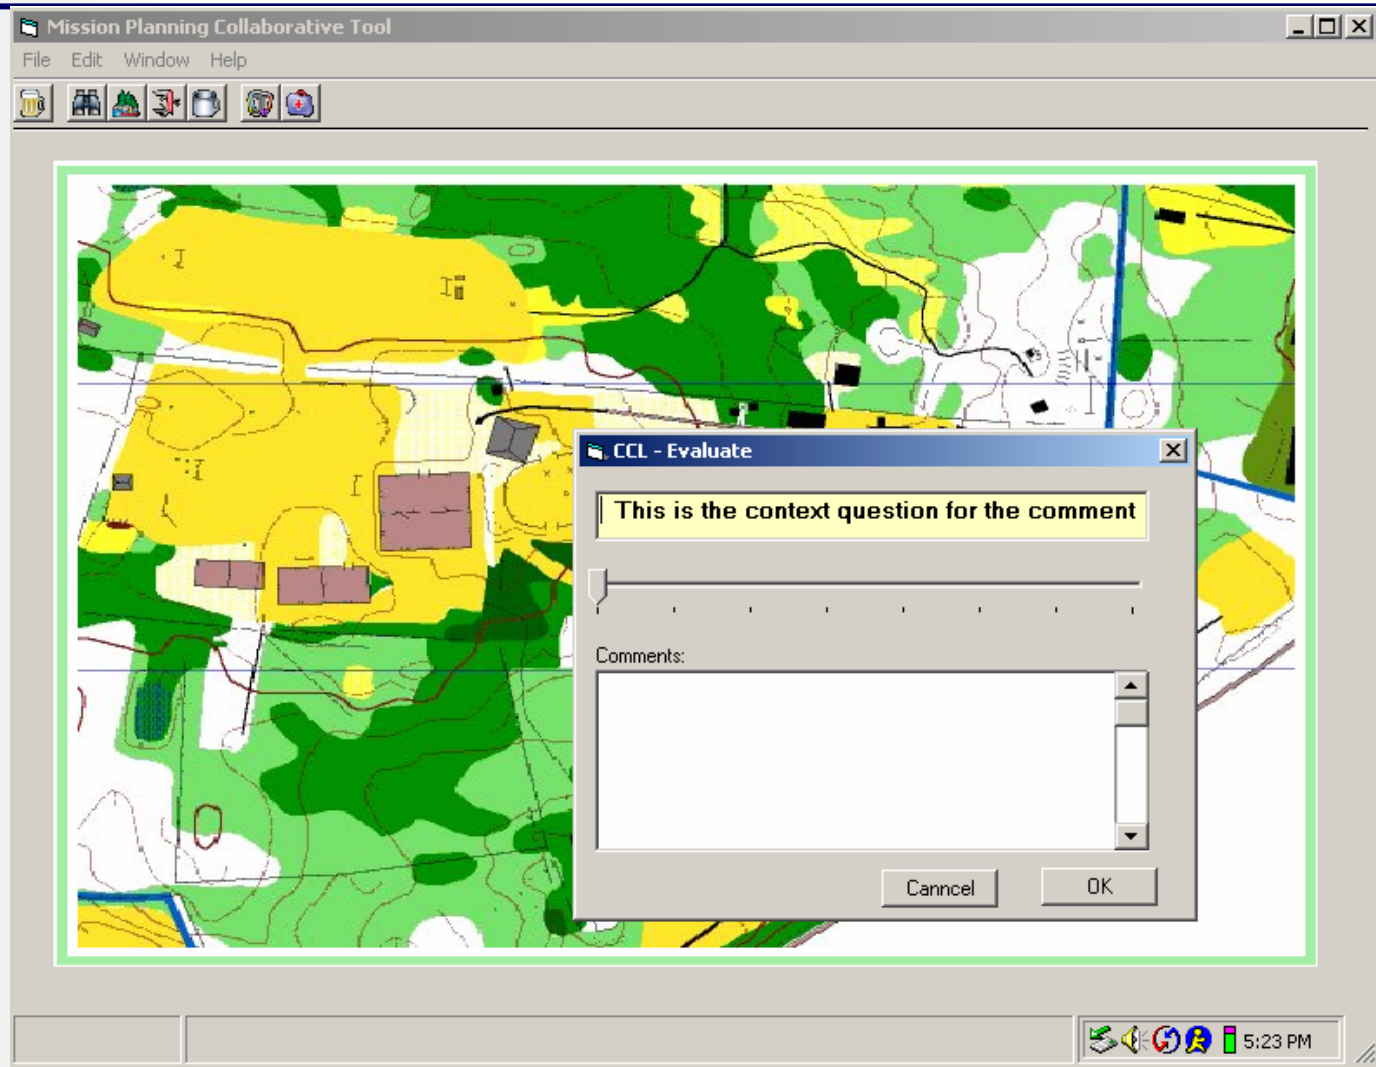 Mission Planning Collaborative Tool
File Edit Window Help
CCL - Evaluate
This is the context question for the comment
Comments:
Canncel OK
5:23 PM